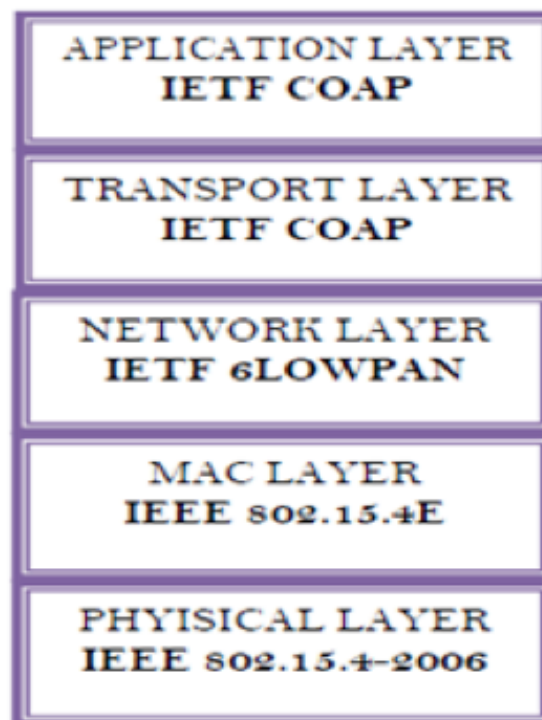 APPLICATION LAYER
IETF COAP
TRANSPORT LAYER
IETF COAP
NETWORK LAYER
IETF 6LOWPAN
MAC LAYER
IEEE 802.15.4E
PHYISICAL LAYER
IEEE 802.15.4-2006